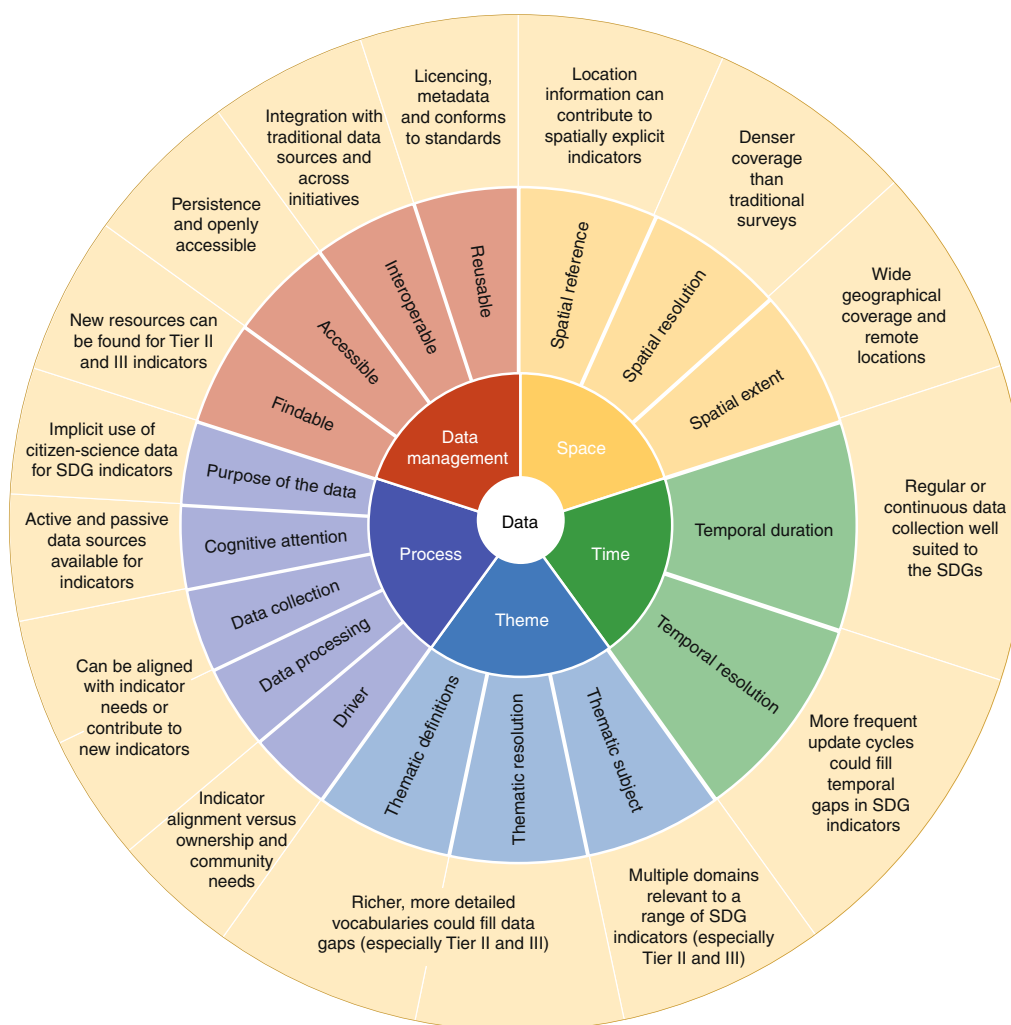 Data
Data
management
Space
Time
Theme
Process
Reusable
Interoperable
Accessible
Findable
Spatial reference
Spatial resolution
Spatial extent
Temporal duration
Temporal resolution
Thematic subject
Thematic resolution
Thematic definitions
Driver
Data processing
Data collection
Cognitive attention
Purpose of the data
Licencing,
metadata
and conforms
to standards
Location
information can
contribute to
spatially explicit
indicators
Denser
coverage
than
traditional
surveys
Wide
geographical
coverage and
remote
locations
Regular or
continuous data
collection well
suited to
the SDGs
More frequent
update cycles
could fill
temporal
gaps in SDG
indicators
Multiple domains
relevant to a
range of SDG
indicators (especially
Tier II and III)
Richer, more detailed
vocabularies could fill data
gaps (especially Tier II and III)
Indicator
alignment versus
ownership and
community
needs
Can be aligned
with indicator
needs or
contribute to
new indicators
Active and passive
data sources
available for
indicators
Implicit use of
citizen-science data
for SDG indicators
New resources can
be found for Tier II
and III indicators
Persistence
and openly
accessible
Integration with
traditional data
sources and
across
initiatives